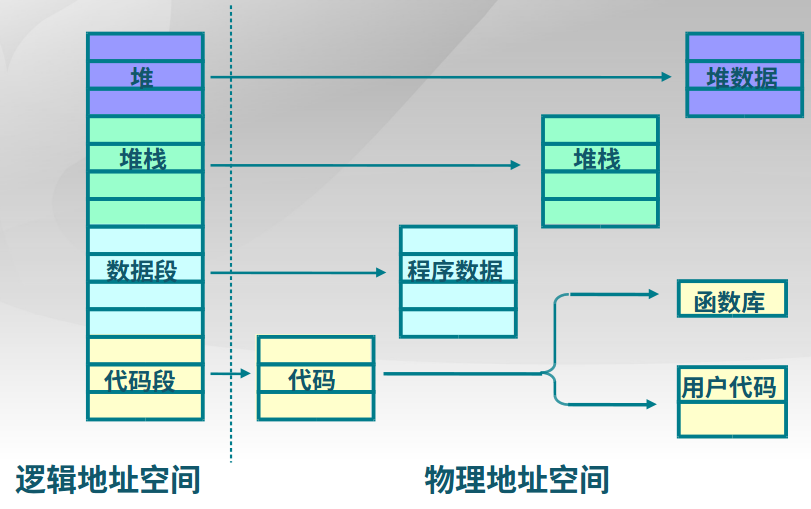 堆
堆数据
堆栈
堆栈
数据段
程序数据
函数库
代码段
代码
用户代码
逻辑地址空间
物理地址空间